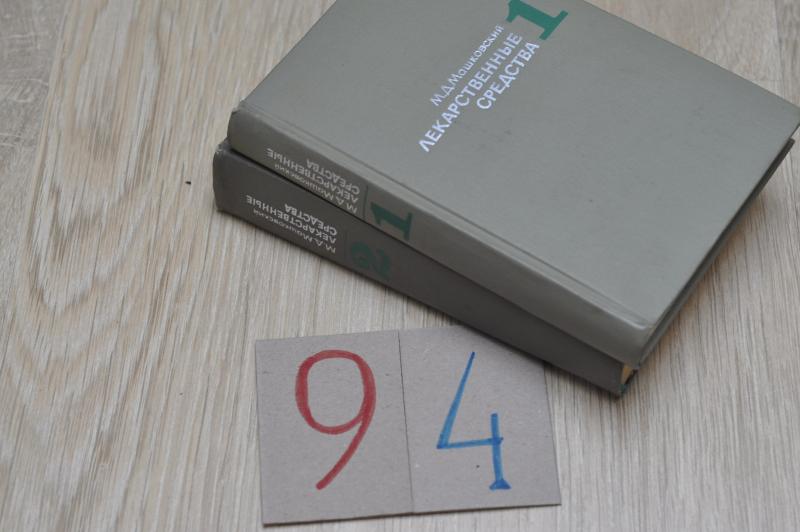 1
М.Д.Машковский
ЛЕКАРСТВЕННЫЕ
СРЕДСТВА
М.Д.Машковский
ЛЕКАРСТВЕННЫЕ
СРЕДСТВА
1
М.Д.Машковский
ЛЕКАРСТВЕННЫЕ
СРЕДСТВА
2
94